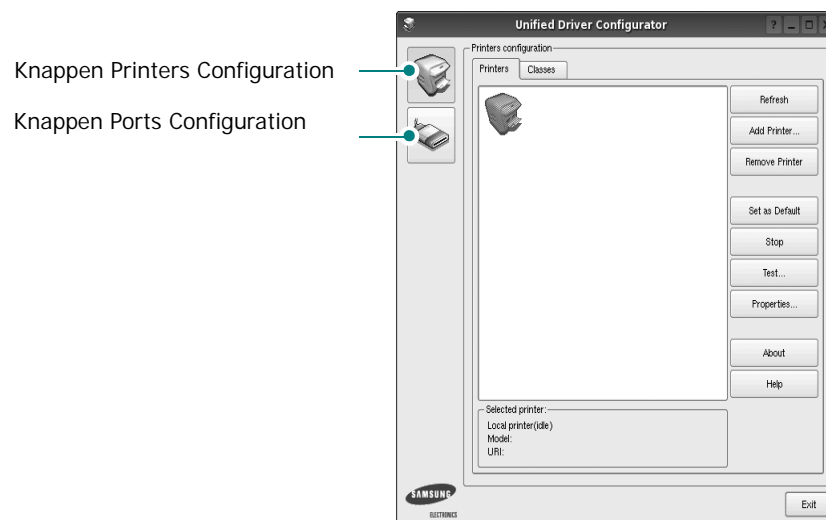 Unified Driver Configurator
Knappen Printers Configuration
Knappen Ports Configuration
Printers configuration
Printers
Classes
Refresh
Add Printer...
Remove Printer
Set as Default
Stop
Test...
Properties...
About
Help
Selected printer:
Local printer(idle)
Model:
URI:
SAMSUNG
ELECTRONICS
Exit